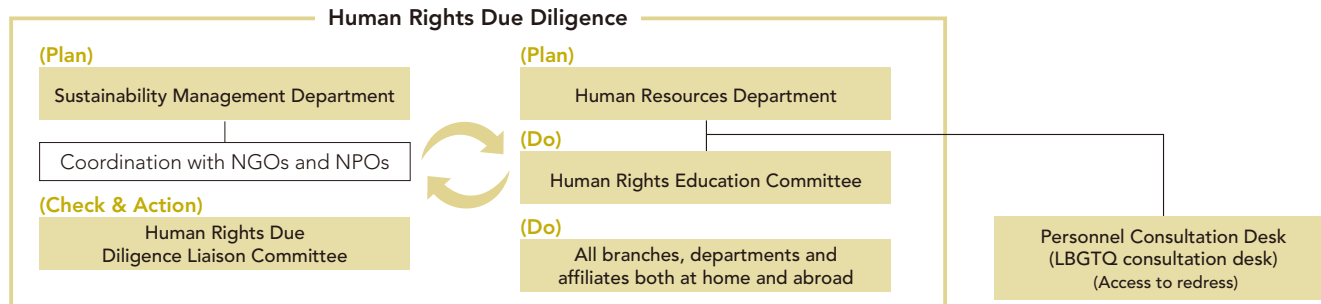 Human Rights Due Diligence
(Plan)
Sustainability Management Department
Coordination with NGOs and NPOs
(Check & Action)
Human Rights Due
Diligence Liaison Committee
(Plan)
Human Resources Department
(Do)
Human Rights Education Committee
(Do)
All branches, departments and
affiliates both at home and abroad
Personnel Consultation Desk
(LBGTQ consultation desk)
(Access to redress)